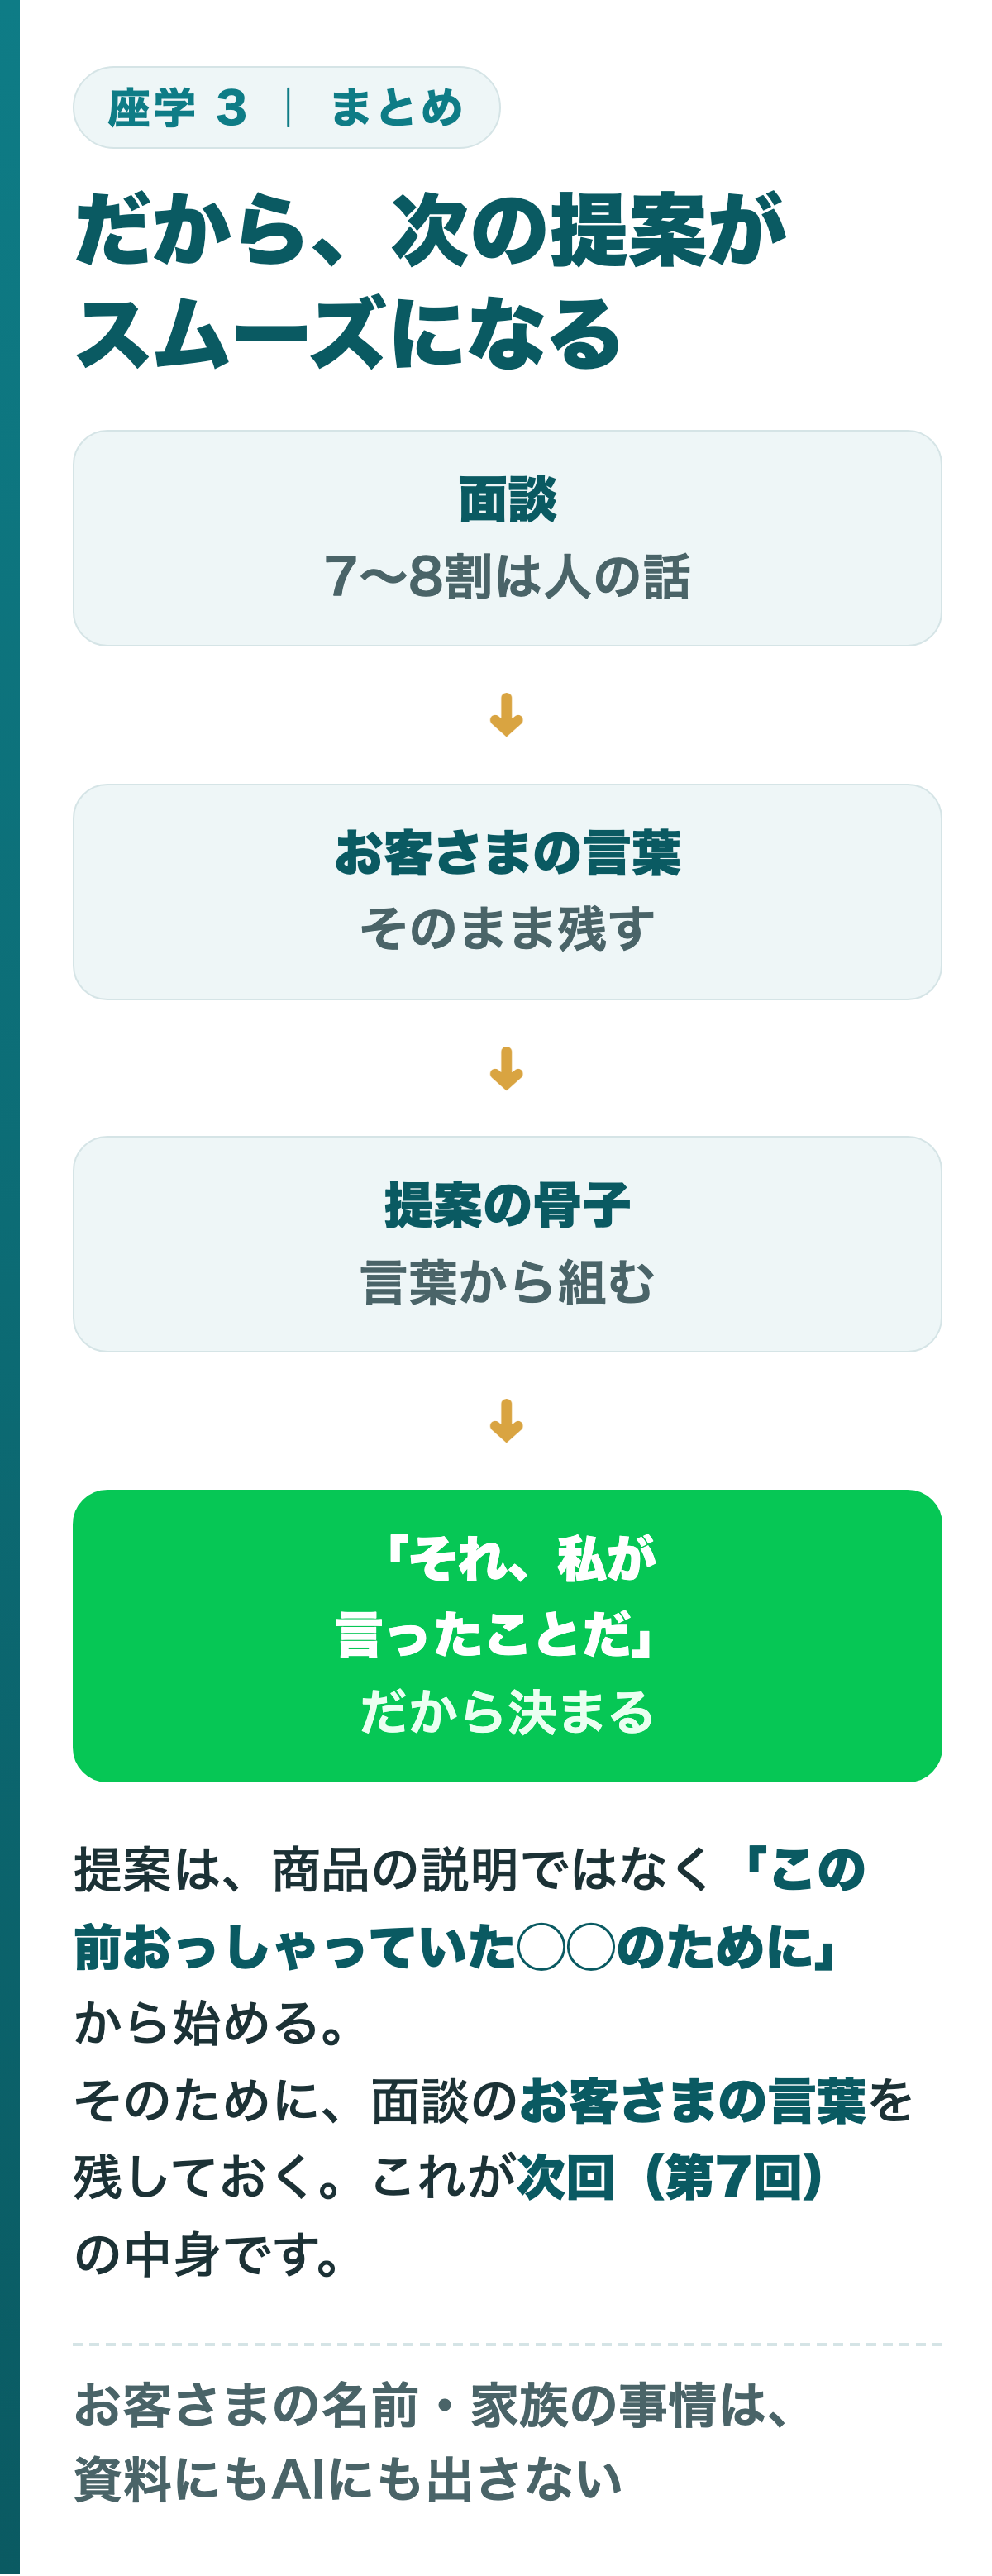 座学 3 ｜ まとめ
だから、次の提案が
スムーズになる
面談
7〜8割は人の話
↓
お客さまの言葉
そのまま残す
↓
提案の骨子
言葉から組む
↓
「それ、私が
言ったことだ」
だから決まる
提案は、商品の説明ではなく「この
前おっしゃっていた◯◯のために」
から始める。
そのために、面談のお客さまの言葉を
残しておく。これが次回（第7回）
の中身です。
お客さまの名前・家族の事情は、
資料にもAIにも出さない